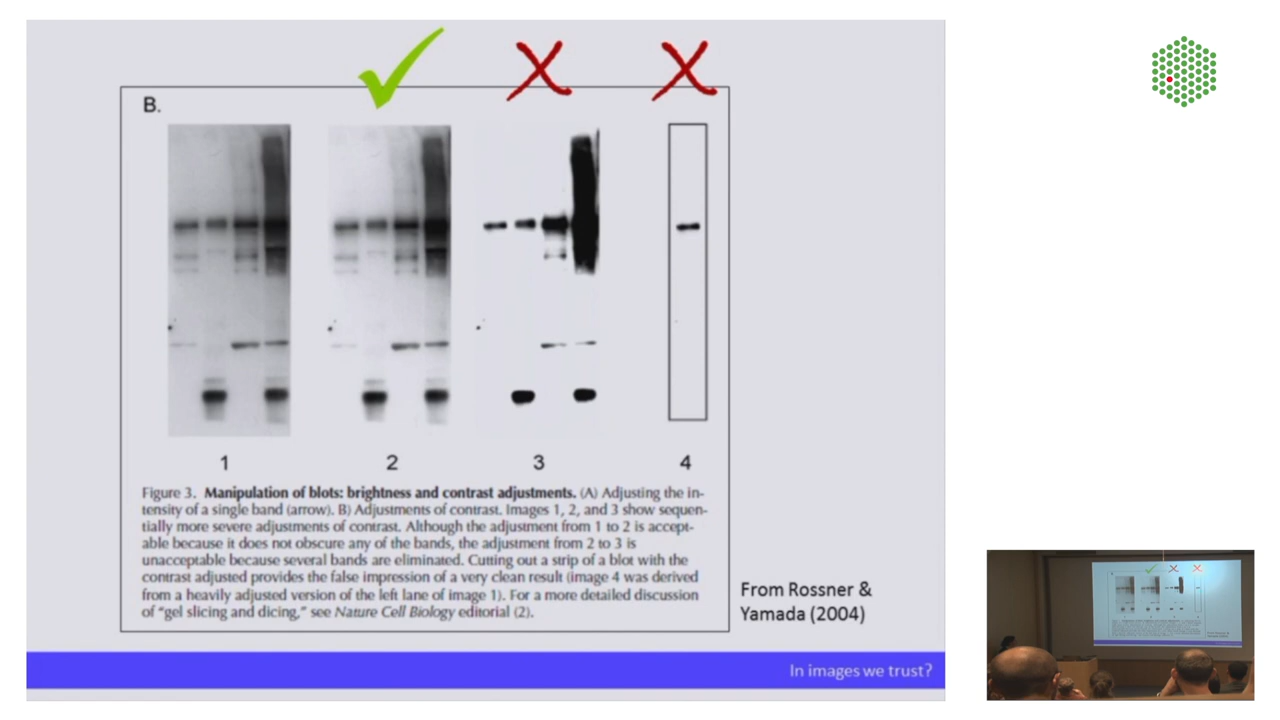 B.
1 2 3 4
Figure 3. Manipulation of blots: brightness and contrast adjustments. (A) Adjusting the in-
tensity of a single band (arrow). B) Adjustments of contrast. Images 1, 2, and 3 show sequen-
tially more severe adjustments of contrast. Although the adjustment from 1 to 2 is accept-
able because it does not obscure any of the bands, the adjustment from 2 to 3 is
unacceptable because several bands are eliminated. Cutting out a strip of a blot with the
contrast adjusted provides the false impression of a very clean result (image 4 was derived
from a heavily adjusted version of the left lane of image 1). For a more detailed discussion
of “gel slicing and dicing,” see Nature Cell Biology editorial (2).
From Rossner &
Yamada (2004)
In images we trust?